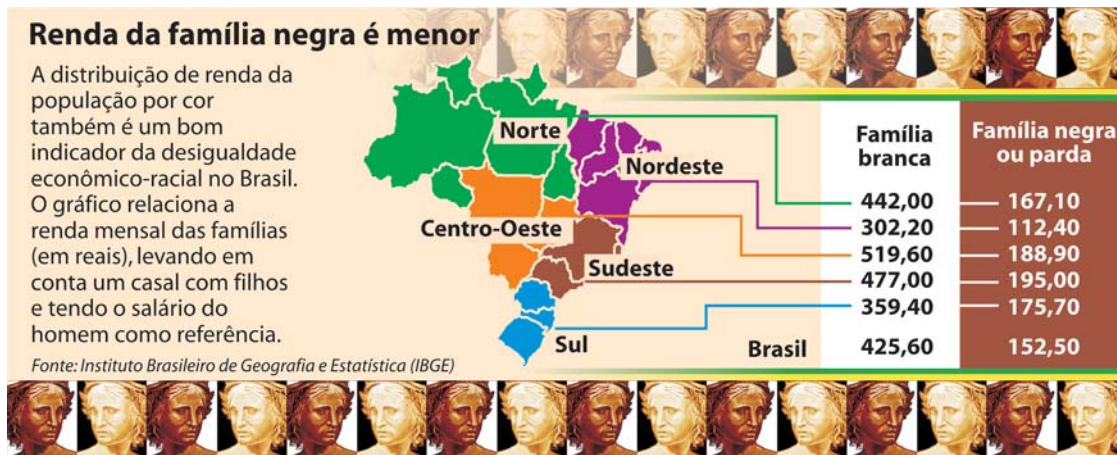 Renda da família negra é menor
A distribuição de renda da
população por cor
também é um bom
indicador da desigualdade
econômico-racial no Brasil.
O gráfico relaciona a
renda mensal das famílias
(em reais), levando em
conta um casal com filhos
e tendo o salário do
homem como referência.
Fonte: Instituto Brasileiro de Geografia e Estatística (IBGE)
Norte
Nordeste
Centro-Oeste
Sudeste
Sul
Família branca
Família negra ou parda
442,00 167,10
302,20 112,40
519,60 188,90
477,00 195,00
359,40 175,70
Brasil 425,60 152,50